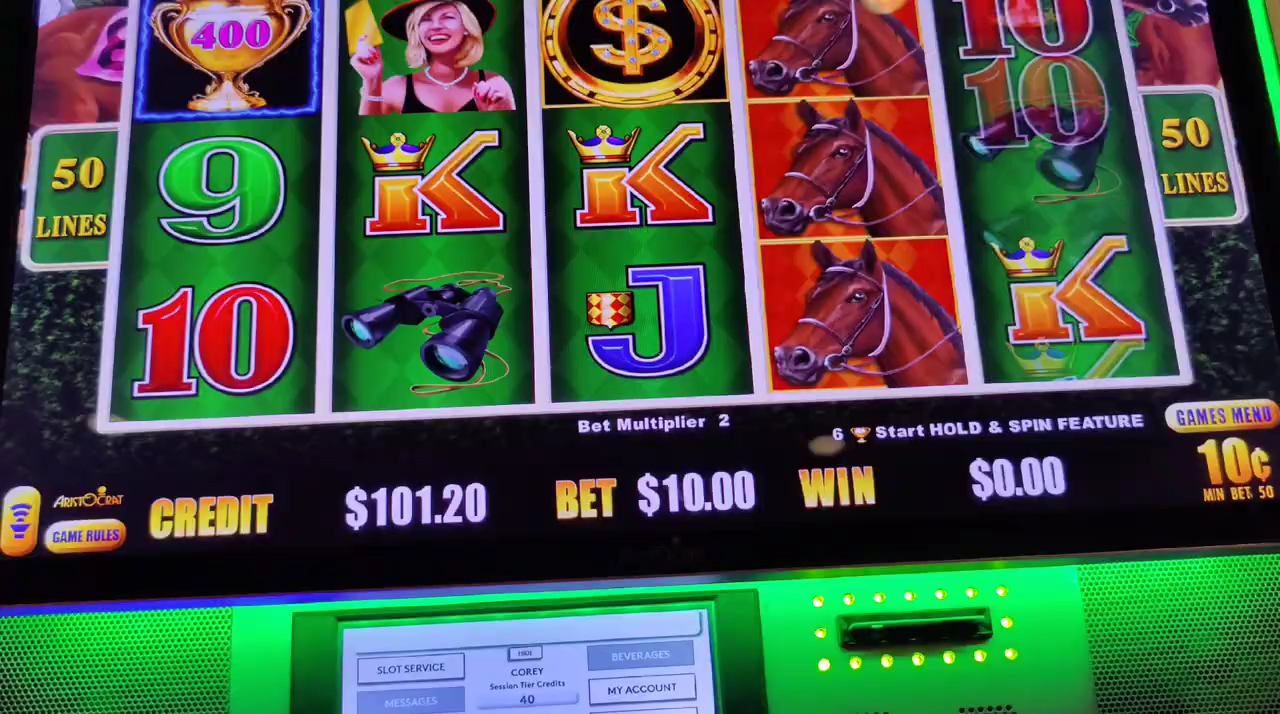 400
$
10
10
50
LINES
9
K
K
50
LINES
10
J
K
Bet Multiplier 2
6 Start HOLD & SPIN FEATURE
GAMES MENU
ARISTOCRAT
GAME RULES
CREDIT $101.20 BET $10.00 WIN $0.00
10¢
MIN BET 50
SLOT SERVICE
MESSAGES
COREY
Session Tier Credits
40
BEVERAGES
MY ACCOUNT